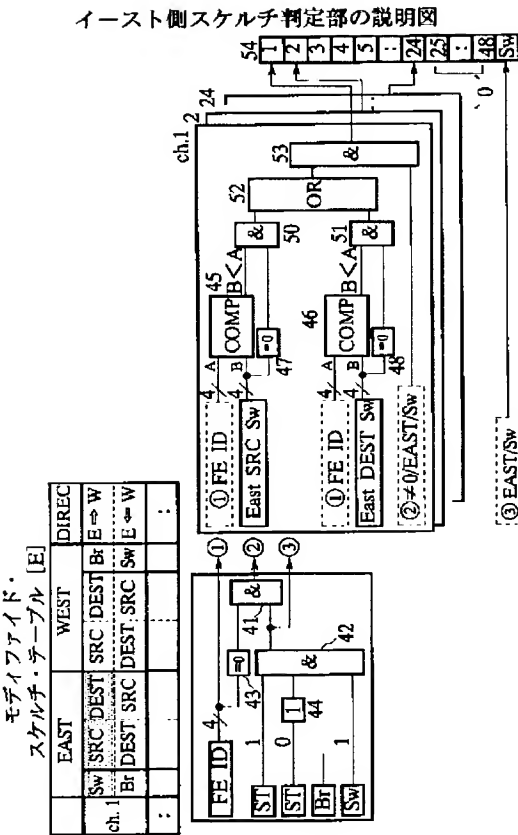 イースト側スケルチ判定部の説明図
モディファイド・
スケルチ・テーブル [E]
EAST WEST DIREC
ch. 1 Sw SRC DEST SRC DEST Br E⇒W
Br DEST SRC DEST SRC Sw E⇐W
: :
FE ID 4 =0 43 & 41 ①
②
③
ST 1
ST 0 1 44 & 42
Br
Sw 1
ch.1 2 24
① FE ID 4 A COMP 45 B<A
East SRC Sw 4 B =0 47 & 50
① FE ID 4 A COMP 46 B<A
East DEST Sw 4 B =0 48 & 51
OR 52
& 53
②≠0/EAST/Sw
③ EAST/Sw
54 1 2 3 4 5 : 24 25 : 48 Sw
'0'